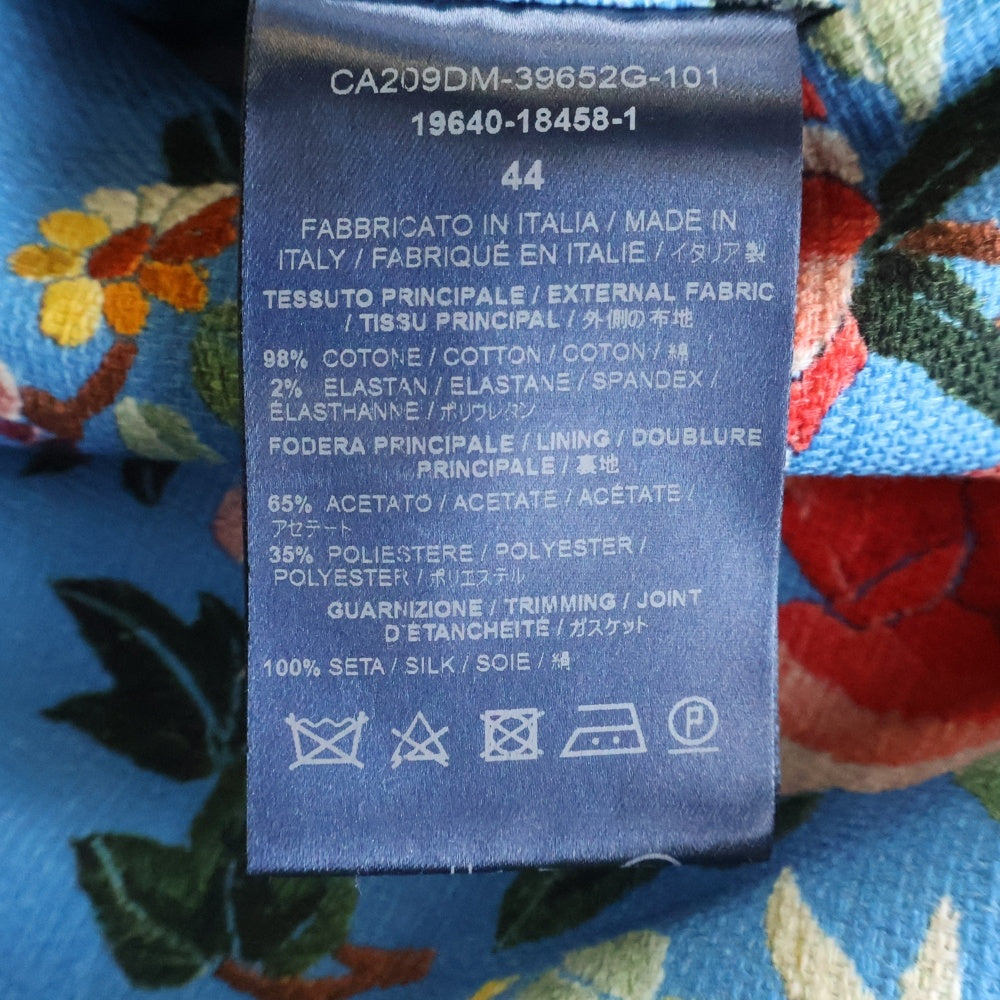 CA209DM-39652G-101
19640-18458-1
44
FABBRICATO IN ITALIA / MADE IN
ITALY / FABRIQUÉ EN ITALIE / イタリア製
TESSUTO PRINCIPALE / EXTERNAL FABRIC
/ TISSU PRINCIPAL / 外側の布地
98% COTONE / COTTON / COTON / 綿
2% ELASTAN / ELASTANE / SPANDEX /
ÉLASTHANNE / ポリウレタン
FODERA PRINCIPALE / LINING / DOUBLURE
PRINCIPALE / 裏地
65% ACETATO / ACETATE / ACÉTATE /
アセテート
35% POLIESTERE / POLYESTER /
POLYESTER / ポリエステル
GUARNIZIONE / TRIMMING / JOINT
D'ÉTANCHÉITÉ / ガスケット
100% SETA / SILK / SOIE / 絹
P